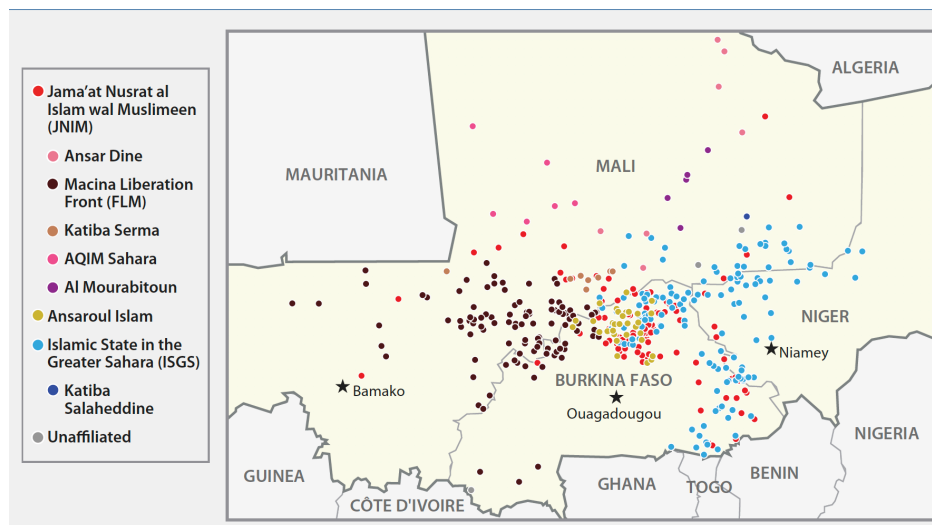 Jama'at Nusrat al
Islam wal Muslimeen
(JNIM)
Ansar Dine
Macina Liberation
Front (FLM)
Katiba Serma
AQIM Sahara
Al Mourabitoun
Ansaroul Islam
Islamic State in the
Greater Sahara (ISGS)
Katiba
Salaheddine
Unaffiliated
ALGERIA
MAURITANIA
MALI
NIGER
Niamey
BURKINA FASO
Bamako
Ouagadougou
NIGERIA
GUINEA
CÔTE D'IVOIRE
GHANA
TOGO
BENIN